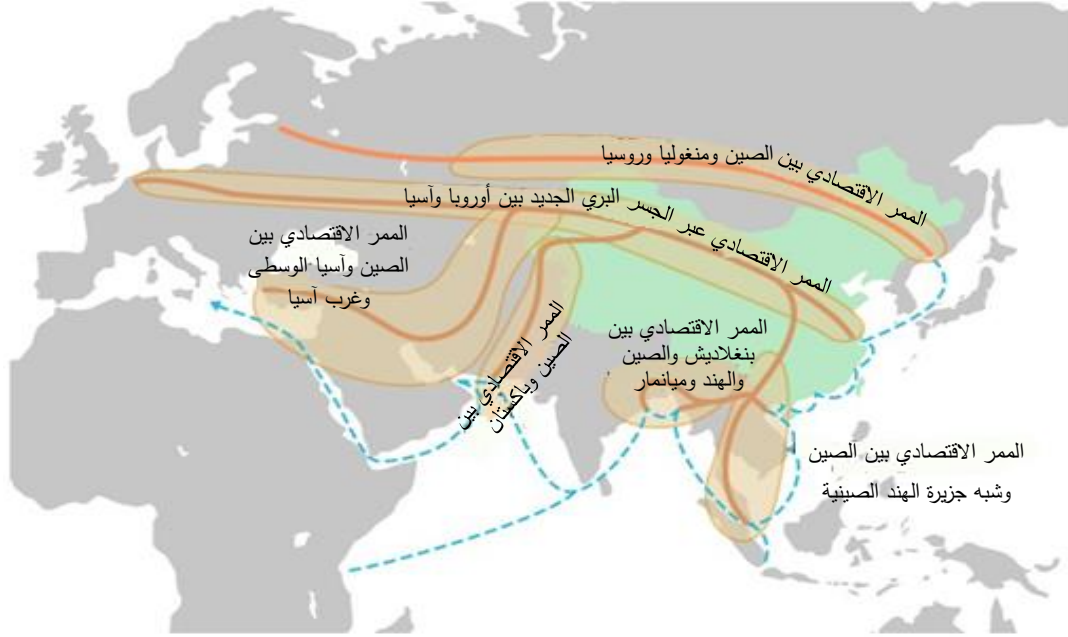 الممر الاقتصادي بين الصين ومنغوليا وروسيا
الممر الاقتصادي عبر الجسر البري الجديد بين أوروبا وآسيا
الممر الاقتصادي بين
الصين وآسيا الوسطى
وغرب آسيا
الممر الاقتصادي بين
الصين وباكستان
الممر الاقتصادي بين
بنغلاديش والصين
والهند وميانمار
الممر الاقتصادي بين الصين
وشبه جزيرة الهند الصينية